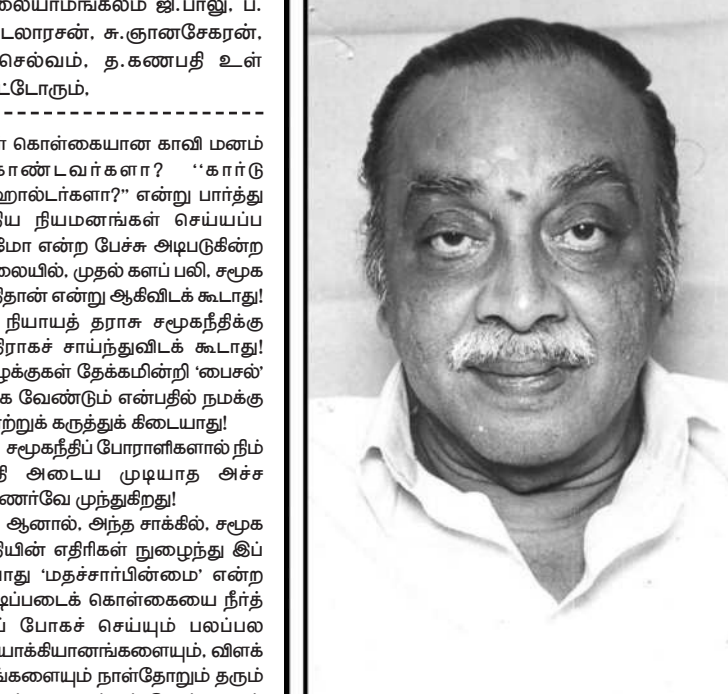 லையாமங்கலம் ஜி.பாலு, ப.
டலாரசன், சு.ஞானசேகரன்,
செல்வம், த.கணபதி உள்
ட்டோரும்,
கொள்கையான காவி மனம்
காண்டவர்களா? ‘‘கார்டு
ஹோல்டர்களா?’’ என்று பார்த்து
திய நியமனங்கள் செய்யப்ப
மோ என்ற பேச்சு அடிபடுகின்ற
லையில், முதல் களப் பலி, சமூக
திதான் என்று ஆகிவிடக் கூடாது!
நியாயத் தராசு சமூகநீதிக்கு
திராகச் சாய்ந்துவிடக் கூடாது!
ழக்குகள் தேக்கமின்றி ‘பைசல்’
க வேண்டும் என்பதில் நமக்கு
ாற்றுக் கருத்துக் கிடையாது!
சமூகநீதிப் போராளிகளால் நிம்
தி அடைய முடியாத அச்ச
ணர்வே முந்துகிறது!
ஆனால், அந்த சாக்கில், சமூக
தியின் எதிரிகள் நுழைந்து இப்
போது ‘மதச்சார்பின்மை’ என்ற
டிப்படைக் கொள்கையை நீர்த்
ப் போகச் செய்யும் பலப்பல
யாக்கியானங்களையும், விளக்
ங்களையும் நாள்தோறும் தரும்